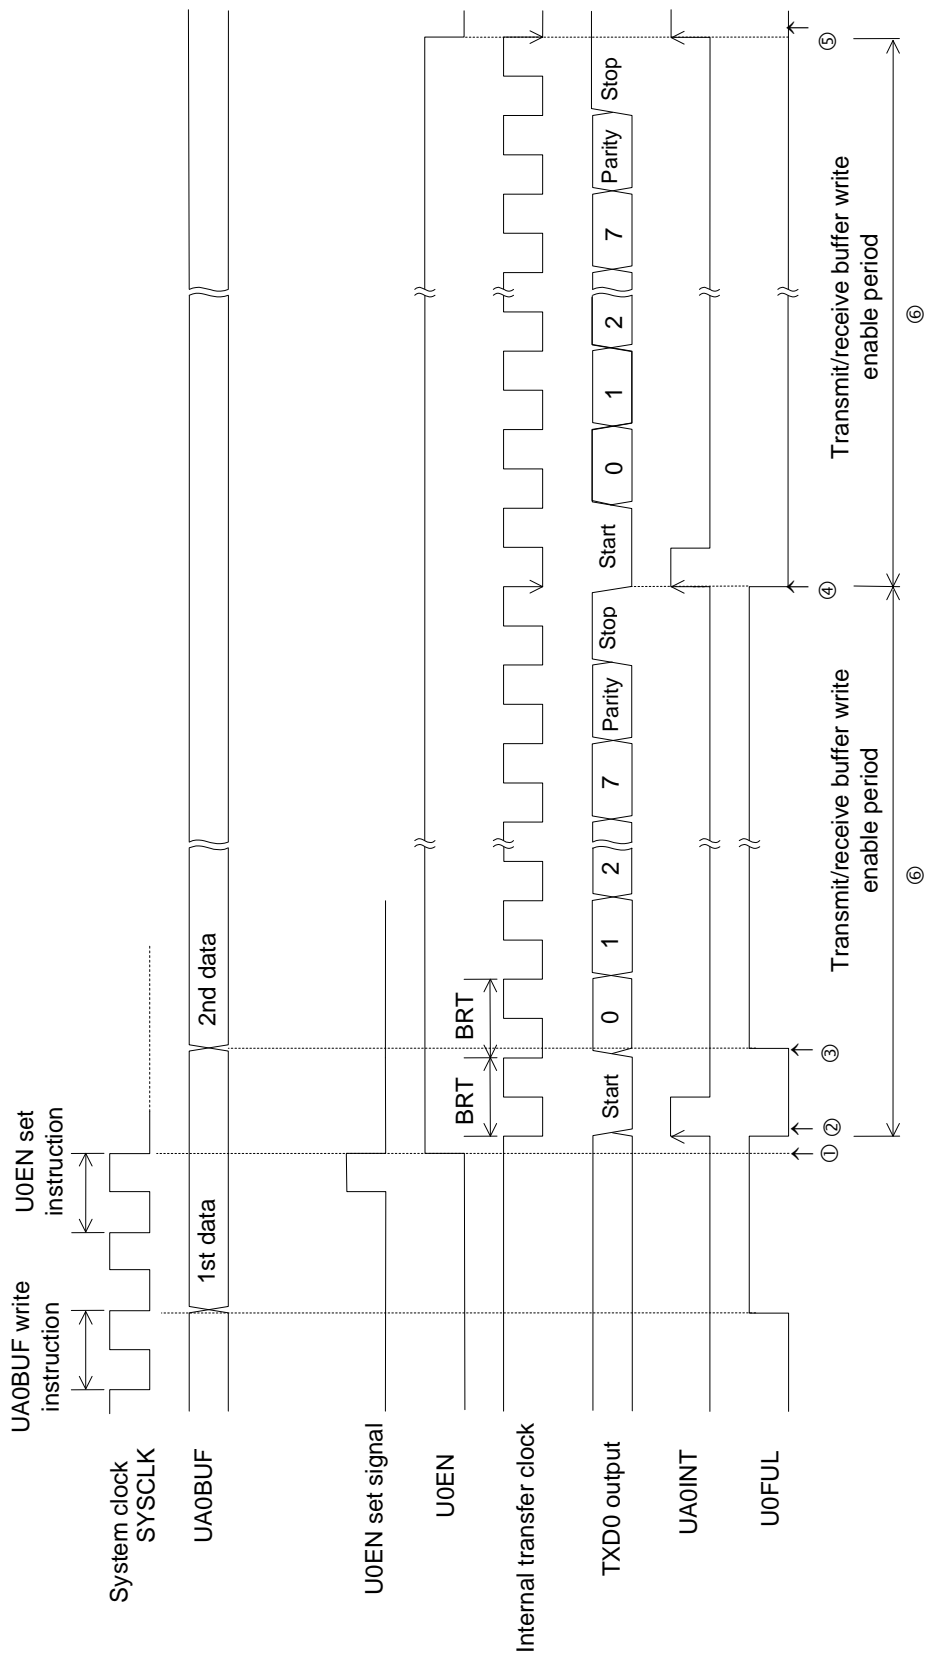 UA0BUF write
instruction
U0EN set
instruction
System clock
SYSCLK
UA0BUF
1st data
2nd data
U0EN set signal
U0EN
Internal transfer clock
BRT
BRT
TXD0 output
Start
0
1
2
7
Parity
Stop
Start
0
1
2
7
Parity
Stop
UA0INT
U0FUL
①
②
③
④
⑤
Transmit/receive buffer write
enable period
⑥
Transmit/receive buffer write
enable period
⑥